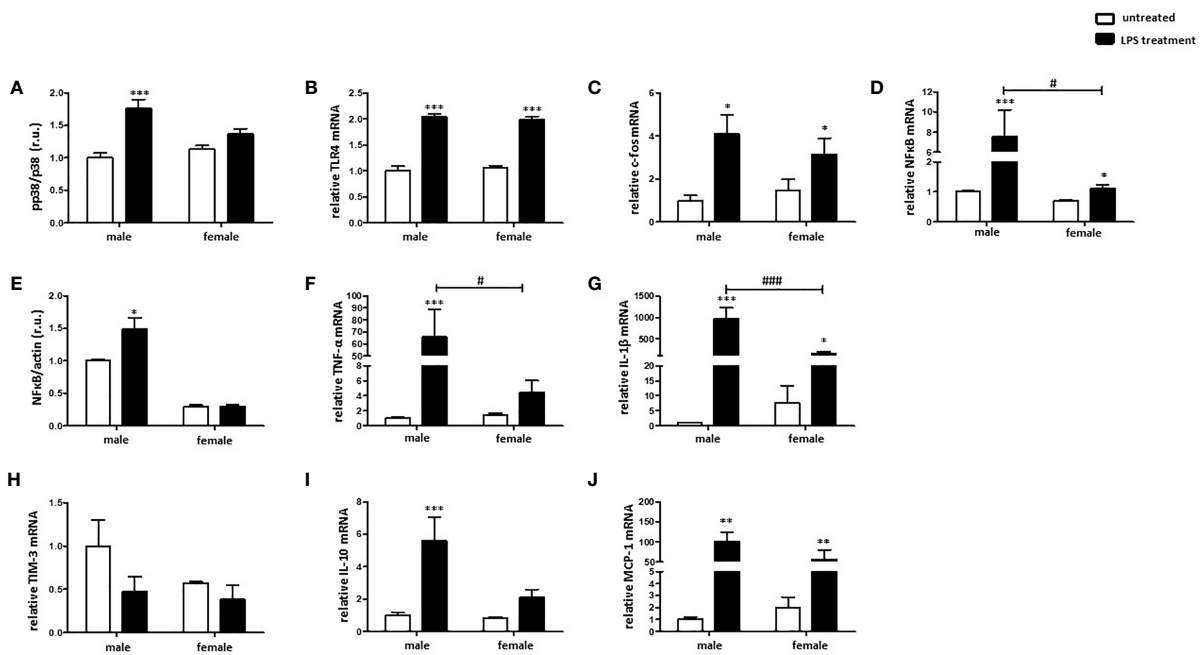 untreated
LPS treatment
A
pp38/p38 (r.u.)
2.0
1.5
1.0
0.5
0.0
***
male
female
B
relative TLR4 mRNA
2.5
2.0
1.5
1.0
0.5
0.0
***
***
male
female
C
relative c-fos mRNA
6
4
2
0
*
*
male
female
D
relative NFκB mRNA
12
10
8
6
2
1
0
#
***
*
male
female
E
NFκB/actin (r.u.)
2.0
1.5
1.0
0.5
0.0
*
male
female
F
relative TNF-α mRNA
100
90
80
70
60
50
8
6
4
2
0
#
***
male
female
G
relative IL-1β mRNA
1500
1000
500
20
15
10
5
0
###
***
*
male
female
H
relative TIM-3 mRNA
1.5
1.0
0.5
0.0
male
female
I
relative IL-10 mRNA
8
6
4
2
0
***
male
female
J
relative MCP-1 mRNA
200
150
100
50
5
4
3
2
1
0
**
**
male
female